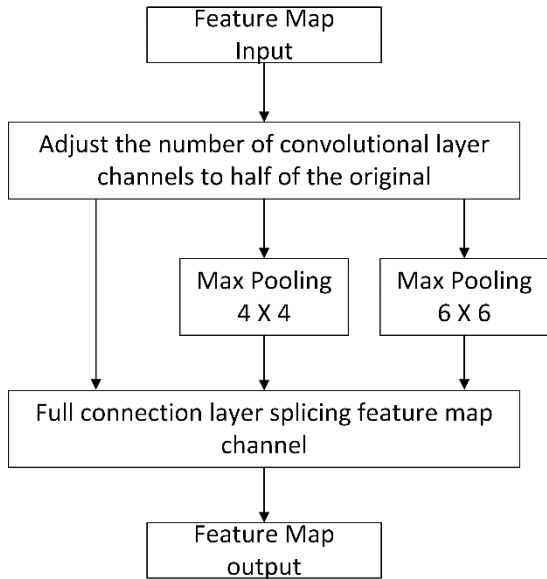 Feature Map
Input
Adjust the number of convolutional layer
channels to half of the original
Max Pooling
4 X 4
Max Pooling
6 X 6
Full connection layer splicing feature map
channel
Feature Map
output